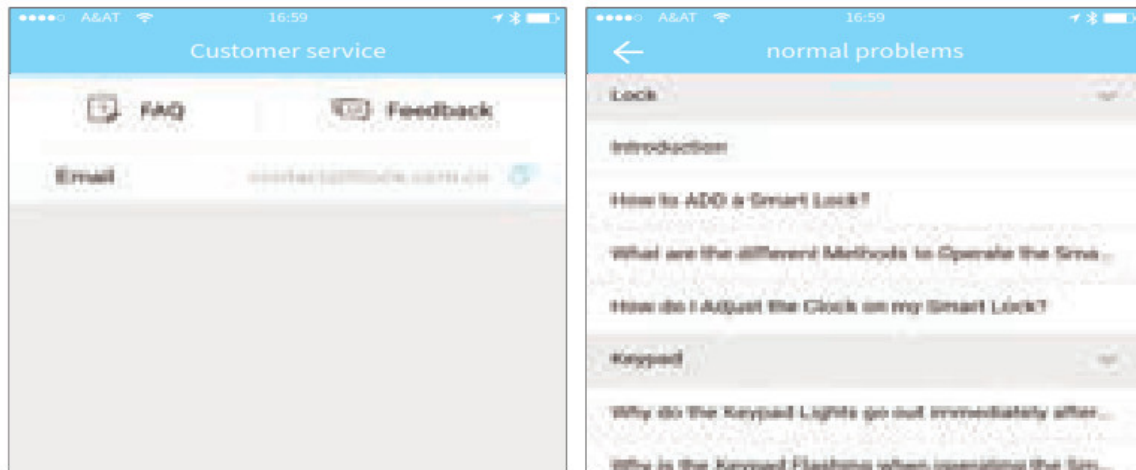 A&AT 16:59
Customer service
FAQ Feedback
Email
A&AT 16:59
normal problems
Lock
Introduction
How to ADD a Smart Lock?
What are the different Methods to Operate the Sma...
How do I Adjust the Clock on my Smart Lock?
Keypad
Why do the Keypad Lights go out immediately after...
Why is the Keypad Flashing when operating the Sm...